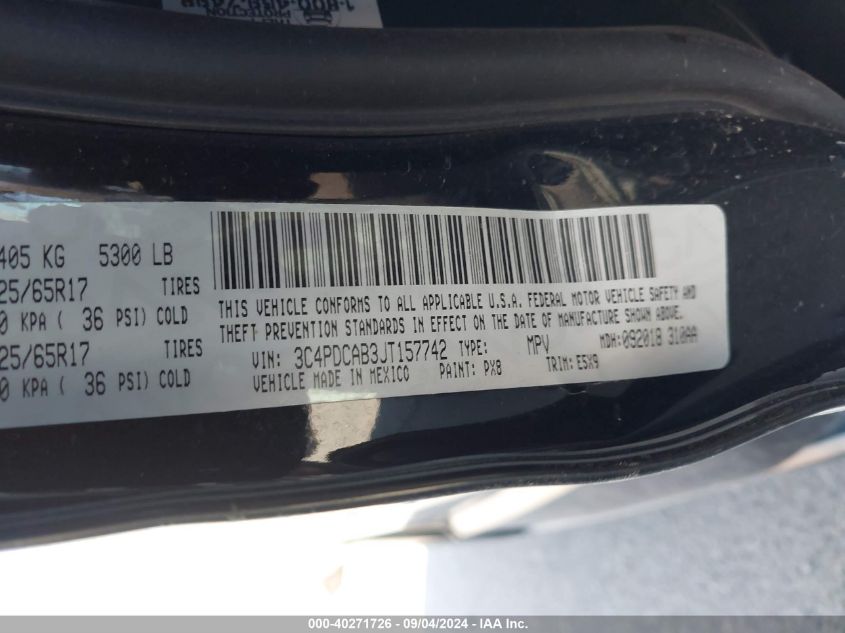 405 KG 5300 LB
25/65R17 TIRES
0 KPA ( 36 PSI) COLD
25/65R17 TIRES
0 KPA ( 36 PSI) COLD
THIS VEHICLE CONFORMS TO ALL APPLICABLE U.S.A. FEDERAL MOTOR VEHICLE SAFETY AND
THEFT PREVENTION STANDARDS IN EFFECT ON THE DATE OF MANUFACTURE SHOWN ABOVE.
VIN: 3C4PDCAB3JT157742 TYPE: MPV MDH:092018 310AA
VEHICLE MADE IN MEXICO PAINT: PX8 TRIM: E5X9
000-40271726 - 09/04/2024 - IAA Inc.